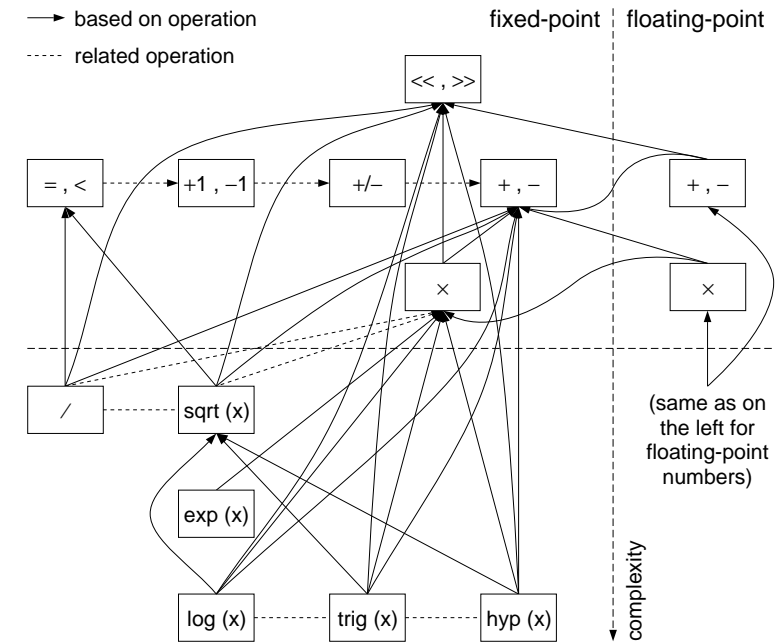 based on operation
related operation
fixed-point
floating-point
<< , >>
= , <
+1 , −1
+/−
+ , −
+ , −
×
×
/
sqrt (x)
(same as on
the left for
floating-point
numbers)
exp (x)
log (x)
trig (x)
hyp (x)
complexity